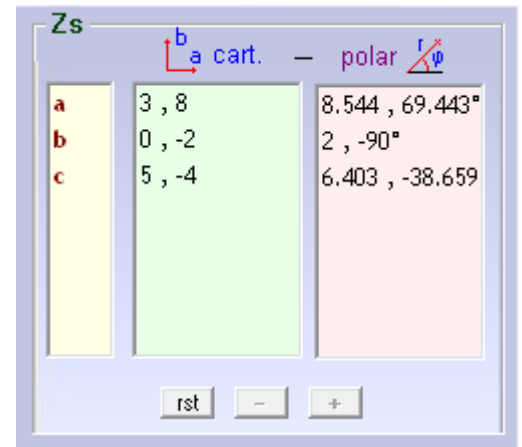 Zs
b
a cart. – polar r φ
a 3 , 8 8.544 , 69.443°
b 0 , -2 2 , -90°
c 5 , -4 6.403 , -38.659
rst - +